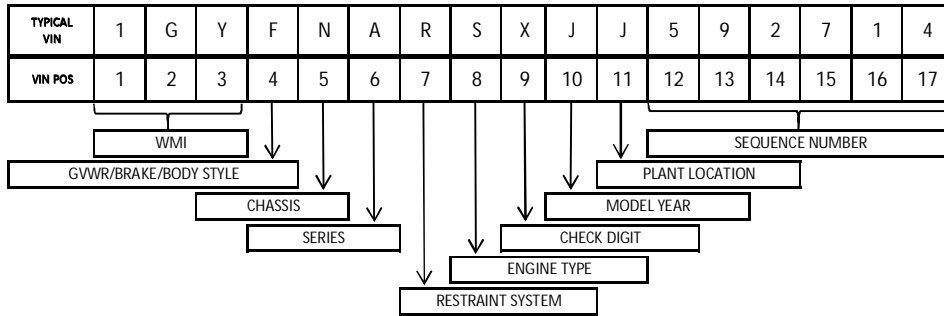 TYPICAL VIN 1 G Y F N A R S X J J 5 9 2 7 1 4
VIN POS 1 2 3 4 5 6 7 8 9 10 11 12 13 14 15 16 17
WMI SEQUENCE NUMBER
GVWR/BRAKE/BODY STYLE PLANT LOCATION
CHASSIS MODEL YEAR
SERIES CHECK DIGIT
ENGINE TYPE
RESTRAINT SYSTEM